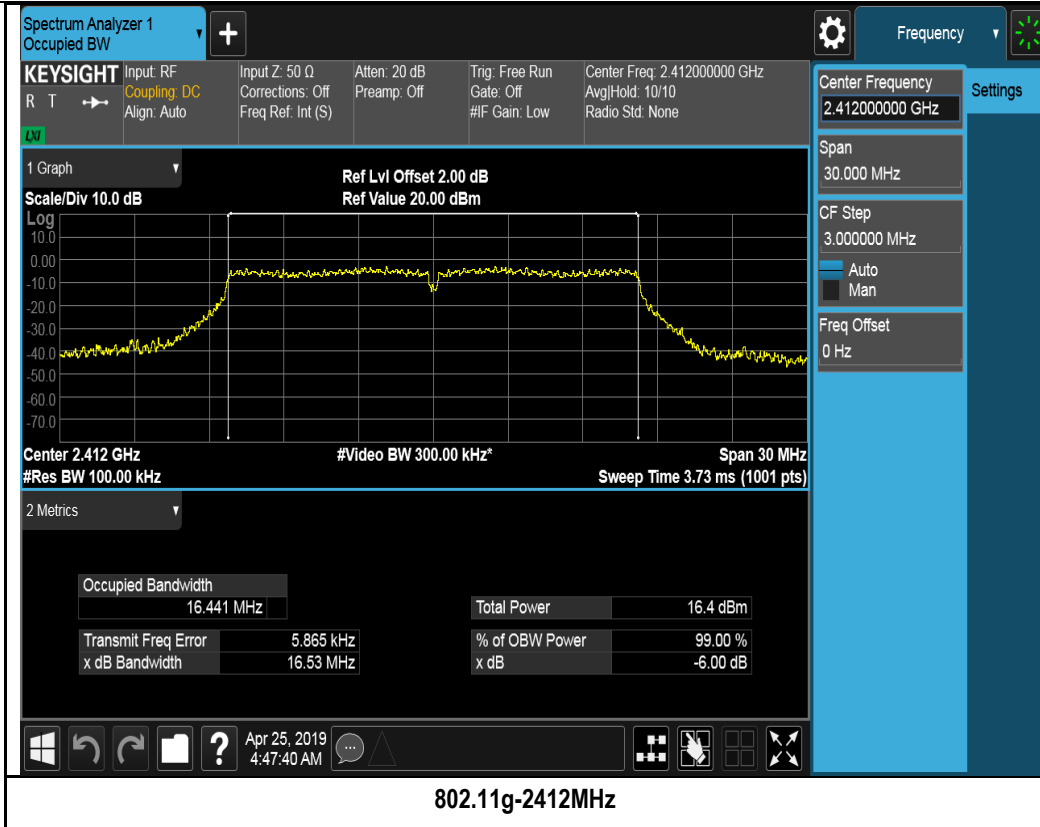 Spectrum Analyzer 1
Occupied BW
+
Frequency
KEYSIGHT
R T
LXI
Input: RF
Coupling: DC
Align: Auto
Input Z: 50 Ω
Corrections: Off
Freq Ref: Int (S)
Atten: 20 dB
Preamp: Off
Trig: Free Run
Gate: Off
#IF Gain: Low
Center Freq: 2.412000000 GHz
Avg|Hold: 10/10
Radio Std: None
Center Frequency
2.412000000 GHz
Settings
Span
30.000 MHz
CF Step
3.000000 MHz
Auto
Man
Freq Offset
0 Hz
1 Graph
Scale/Div 10.0 dB
Ref Lvl Offset 2.00 dB
Ref Value 20.00 dBm
Log
10.0
0.00
-10.0
-20.0
-30.0
-40.0
-50.0
-60.0
-70.0
Center 2.412 GHz
#Video BW 300.00 kHz*
Span 30 MHz
#Res BW 100.00 kHz
Sweep Time 3.73 ms (1001 pts)
2 Metrics
Occupied Bandwidth
16.441 MHz
Total Power 16.4 dBm
Transmit Freq Error 5.865 kHz
% of OBW Power 99.00 %
x dB Bandwidth 16.53 MHz
x dB -6.00 dB
?
Apr 25, 2019
4:47:40 AM
802.11g-2412MHz